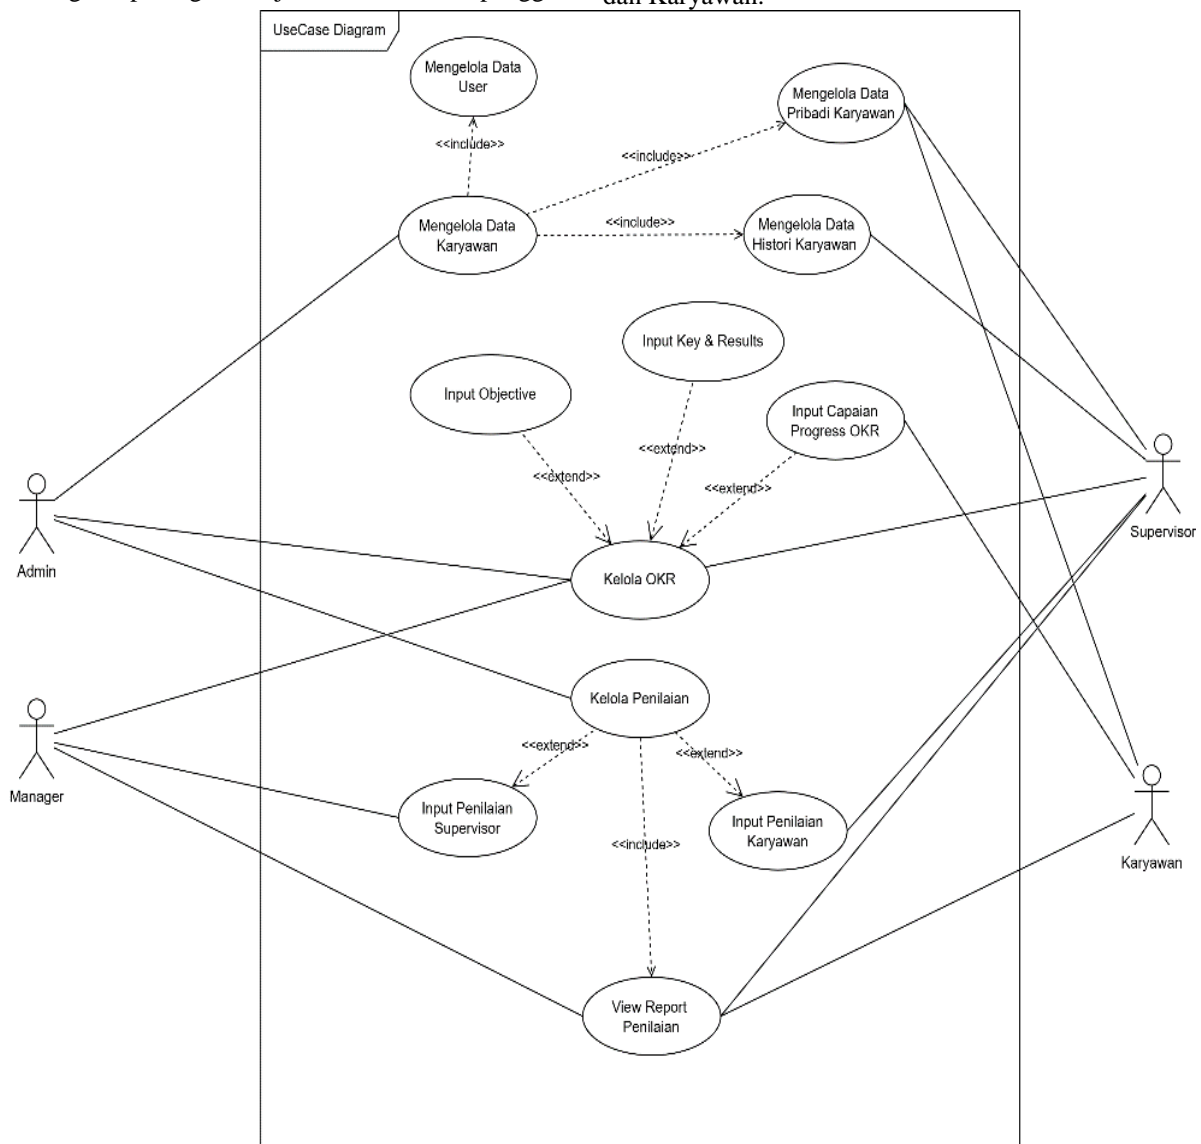 dan Karyawan.
UseCase Diagram
Mengelola Data
User
Mengelola Data
Pribadi Karyawan
<<include>>
<<include>>
Mengelola Data
Karyawan
<<include>>
Mengelola Data
Histori Karyawan
Input Key & Results
Input Objective
Input Capaian
Progress OKR
<<extend>>
<<extend>>
<<extend>>
Supervisor
Admin
Kelola OKR
Kelola Penilaian
<<extend>>
<<extend>>
Manager
Input Penilaian
Supervisor
Input Penilaian
Karyawan
<<include>>
Karyawan
View Report
Penilaian